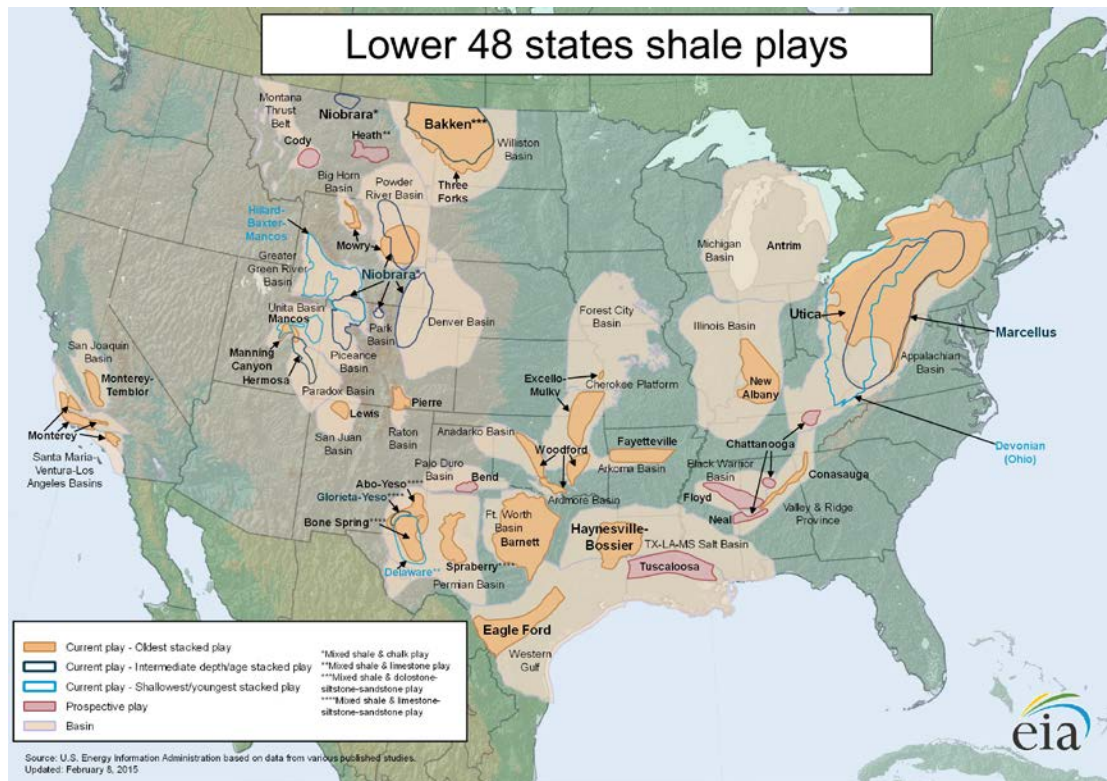 Lower 48 states shale plays
Montana
Thrust
Belt
Niobrara*
Cody
Heath**
Bakken***
Williston
Basin
Big Horn
Basin
Powder
River Basin
Three
Forks
Hillard-
Baxter-
Mancos
Mowry
Greater
Green River
Basin
Niobrara*
Uinta Basin
Mancos
Park
Basin
Denver Basin
Manning
Canyon
Piceance
Basin
Hermosa
Paradox Basin
San Joaquin
Basin
Monterey-
Temblor
Monterey
Santa Maria-
Ventura-Los
Angeles Basins
Lewis
San Juan
Basin
Pierre
Raton
Basin
Anadarko Basin
Palo Duro
Basin
Bend
Abo-Yeso****
Glorieta-Yeso****
Bone Spring****
Delaware**
Spraberry****
Permian Basin
Ft. Worth
Basin
Barnett
Forest City
Basin
Excello-
Mulky
Cherokee Platform
Woodford
Fayetteville
Arkoma Basin
Ardmore Basin
Michigan
Basin
Antrim
Illinois Basin
New
Albany
Utica
Marcellus
Appalachian
Basin
Devonian
(Ohio)
Chattanooga
Black Warrior
Basin
Conasauga
Floyd
Neal
Valley & Ridge
Province
Haynesville-
Bossier
TX-LA-MS Salt Basin
Tuscaloosa
Eagle Ford
Western
Gulf
Current play - Oldest stacked play
Current play - Intermediate depth/age stacked play
Current play - Shallowest/youngest stacked play
Prospective play
Basin
*Mixed shale & chalk play
**Mixed shale & limestone play
***Mixed shale & dolostone-
siltstone-sandstone play
****Mixed shale & limestone-
siltstone-sandstone play
Source: U.S. Energy Information Administration based on data from various published studies.
Updated: February 8, 2015
eia